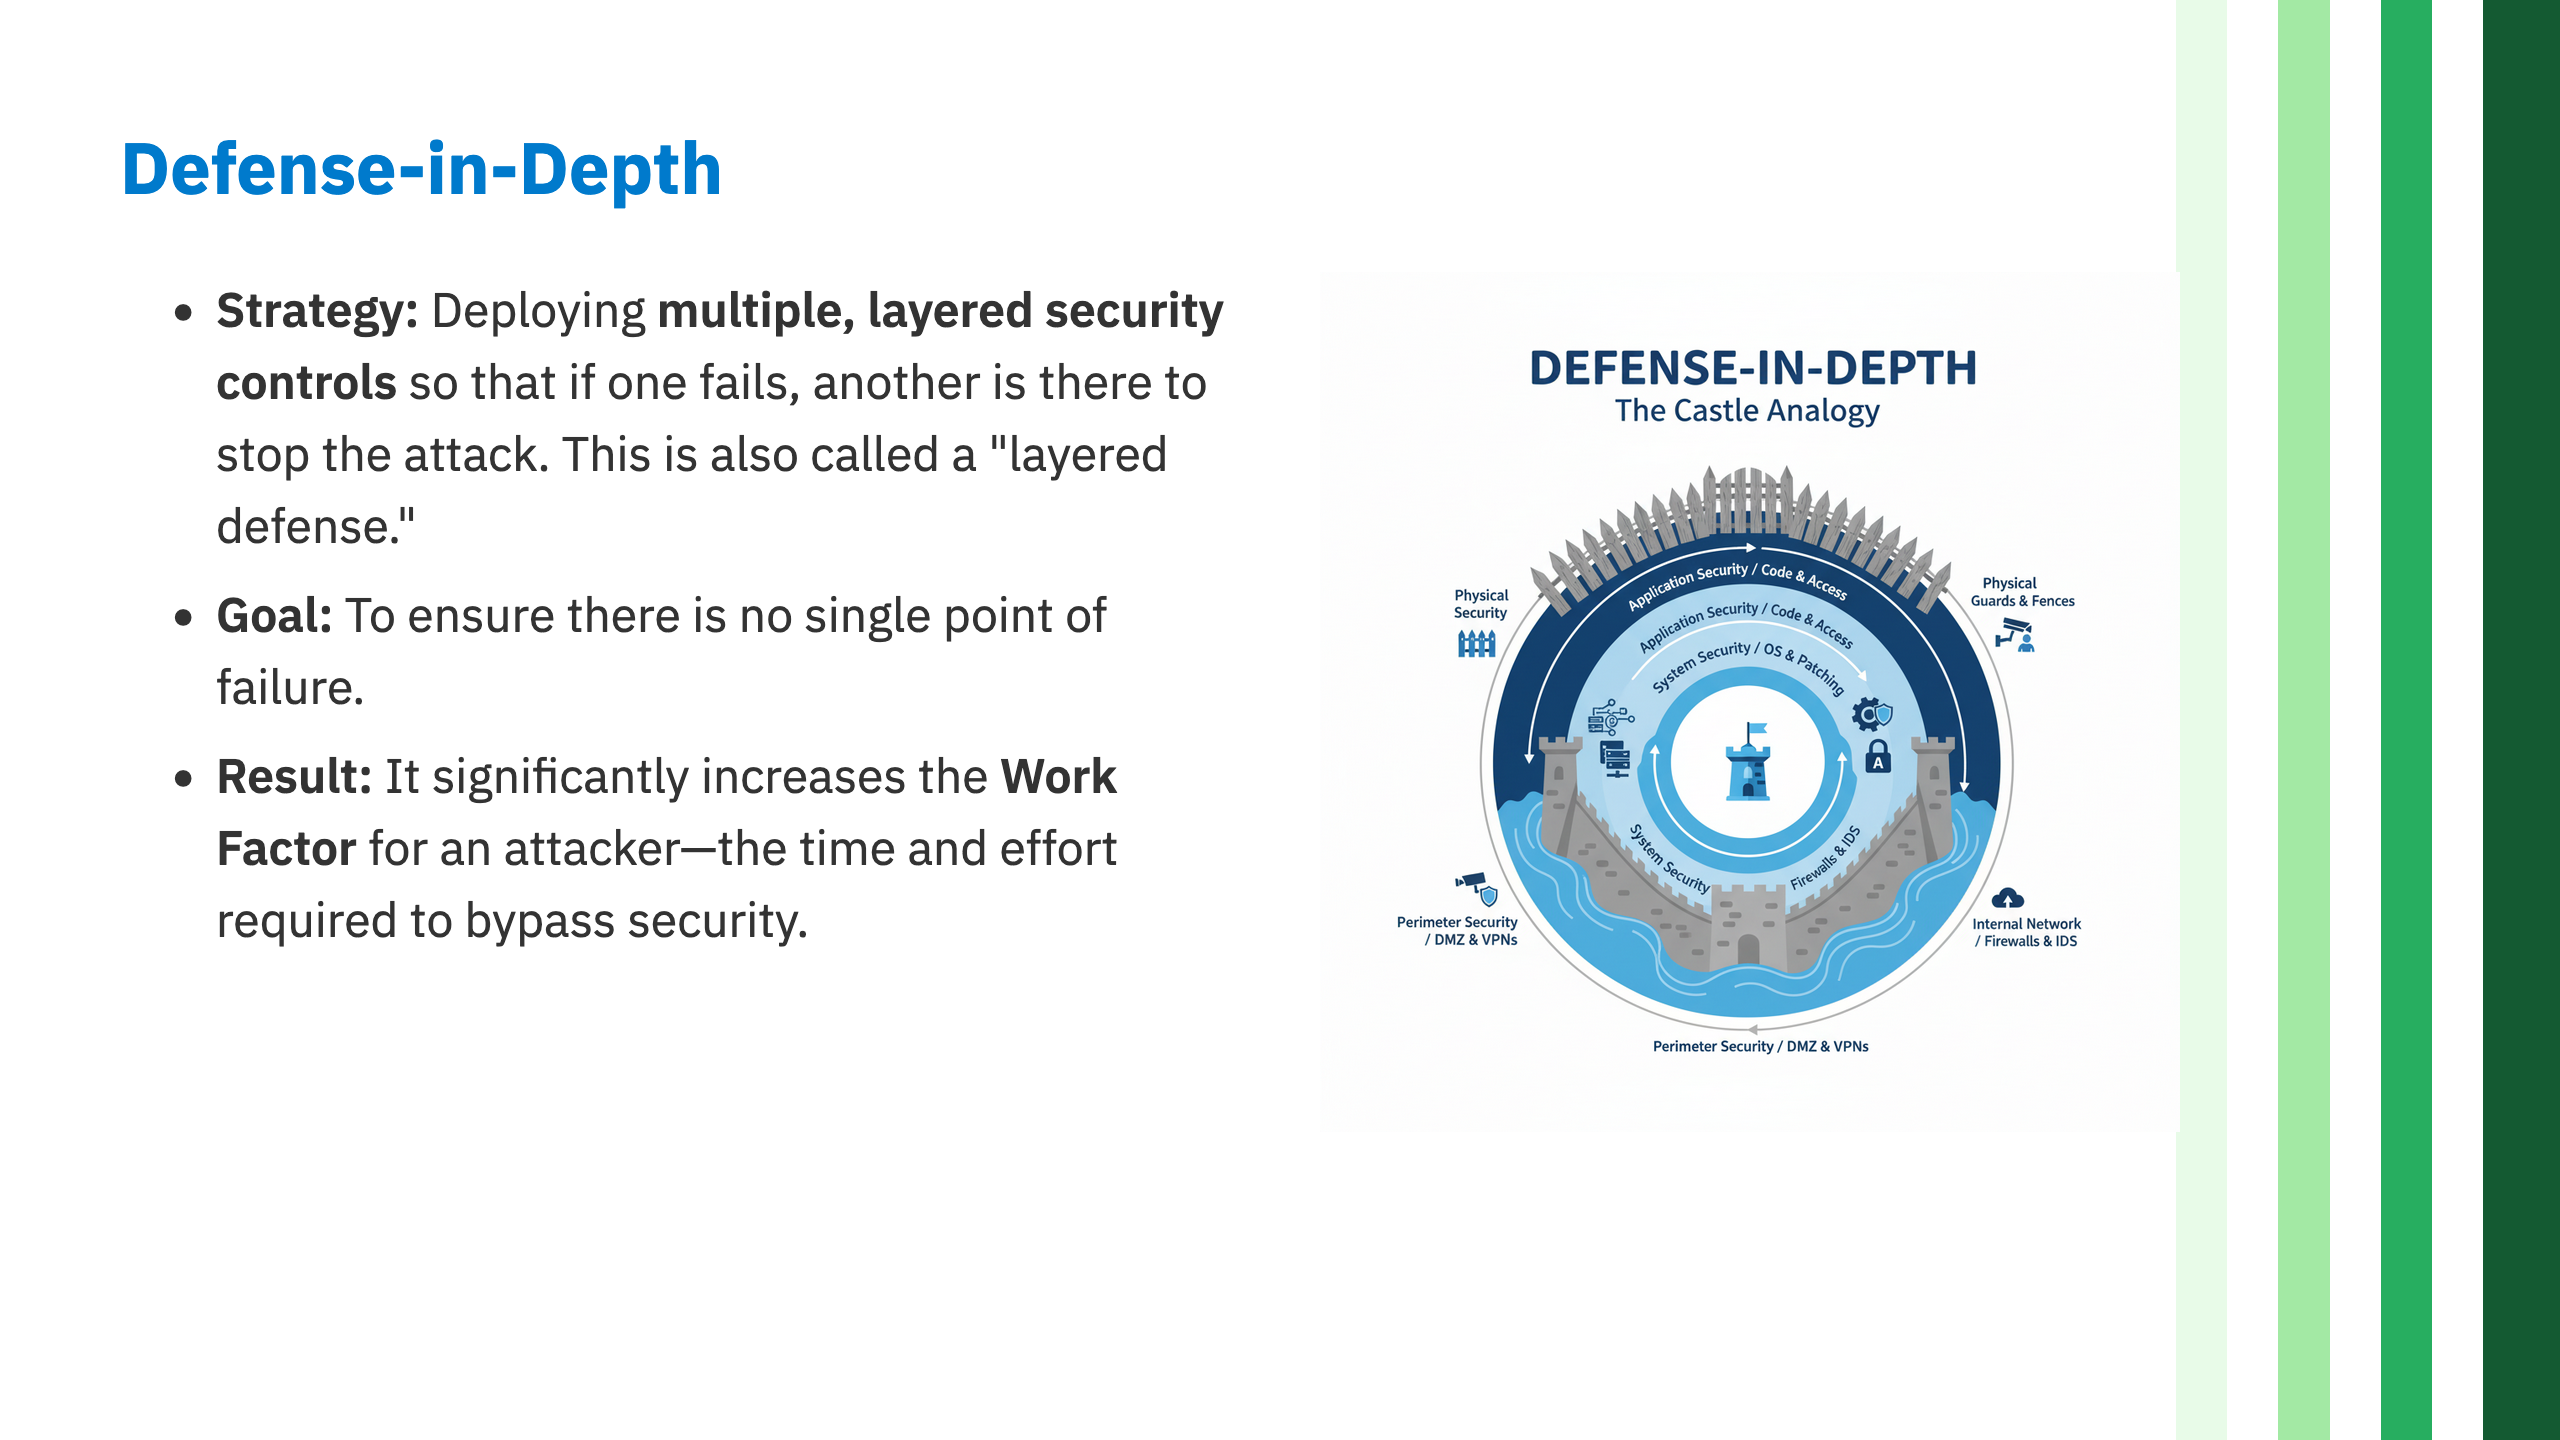 Defense-in-Depth
• Strategy: Deploying multiple, layered security
controls so that if one fails, another is there to
stop the attack. This is also called a "layered
defense."
• Goal: To ensure there is no single point of
failure.
• Result: It significantly increases the Work
Factor for an attacker—the time and effort
required to bypass security.
DEFENSE-IN-DEPTH
The Castle Analogy
Physical
Security
Physical
Guards & Fences
Application Security / Code & Access
Application Security / Code & Access
System Security / OS & Patching
A
System Security
Firewalls & IDS
Perimeter Security
/ DMZ & VPNs
Internal Network
/ Firewalls & IDS
Perimeter Security / DMZ & VPNs